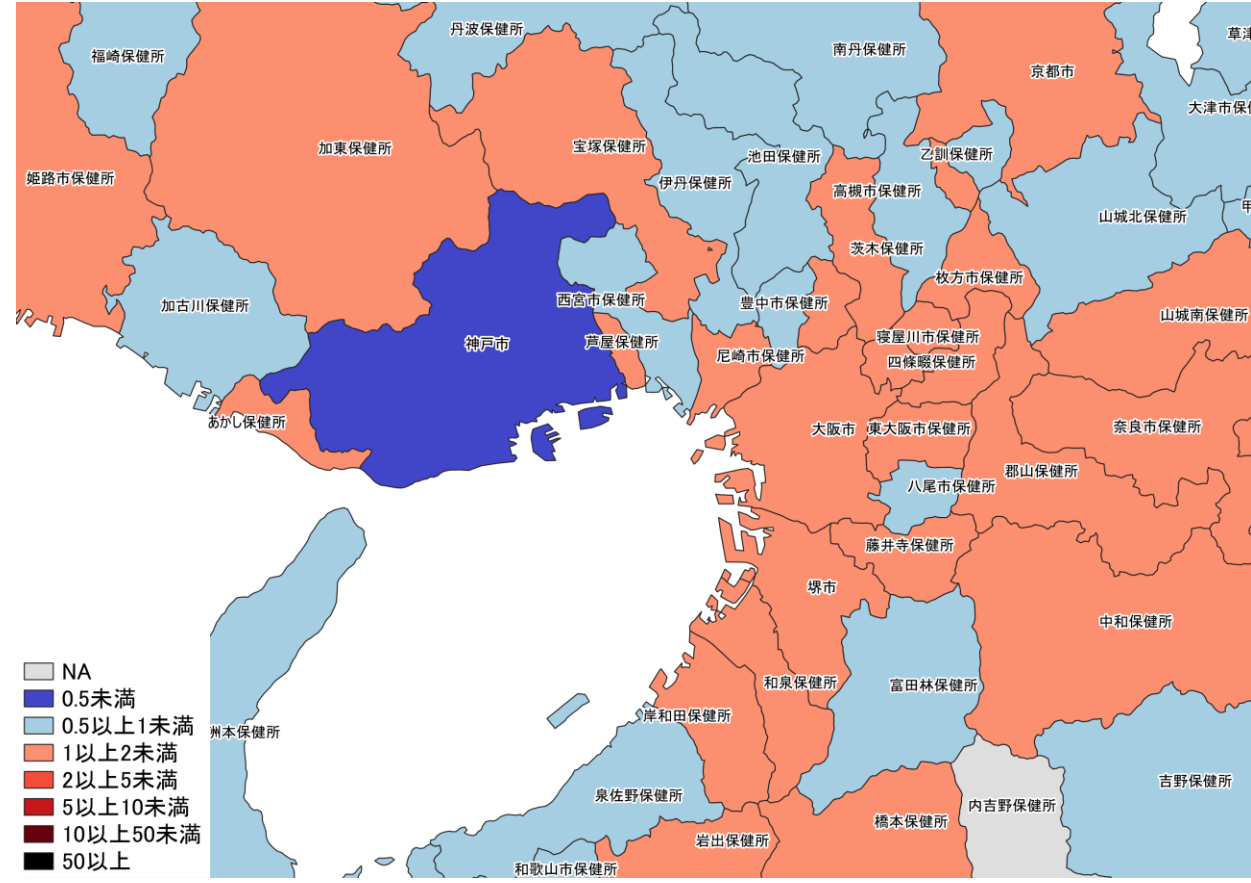 丹波保健所
福崎保健所
南丹保健所
草津
京都市
大津市保健
加東保健所
宝塚保健所
池田保健所
乙訓保健所
姫路市保健所
伊丹保健所
高槻市保健所
山城北保健所
甲
茨木保健所
枚方市保健所
加古川保健所
西宮市保健所
豊中市保健所
山城南保健所
神戸市
芦屋保健所
尼崎市保健所
寝屋川市保健所
四條畷保健所
あかし保健所
大阪市
東大阪市保健所
奈良市保健所
郡山保健所
八尾市保健所
藤井寺保健所
堺市
中和保健所
和泉保健所
富田林保健所
岸和田保健所
洲本保健所
泉佐野保健所
吉野保健所
内吉野保健所
橋本保健所
岩出保健所
和歌山市保健所
NA
0.5未満
0.5以上1未満
1以上2未満
2以上5未満
5以上10未満
10以上50未満
50以上